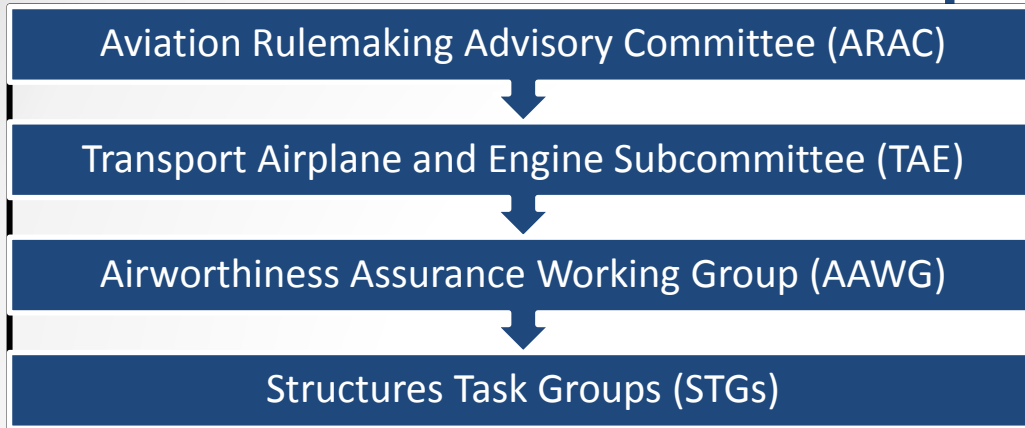 Aviation Rulemaking Advisory Committee (ARAC)
Transport Airplane and Engine Subcommittee (TAE)
Airworthiness Assurance Working Group (AAWG)
Structures Task Groups (STGs)